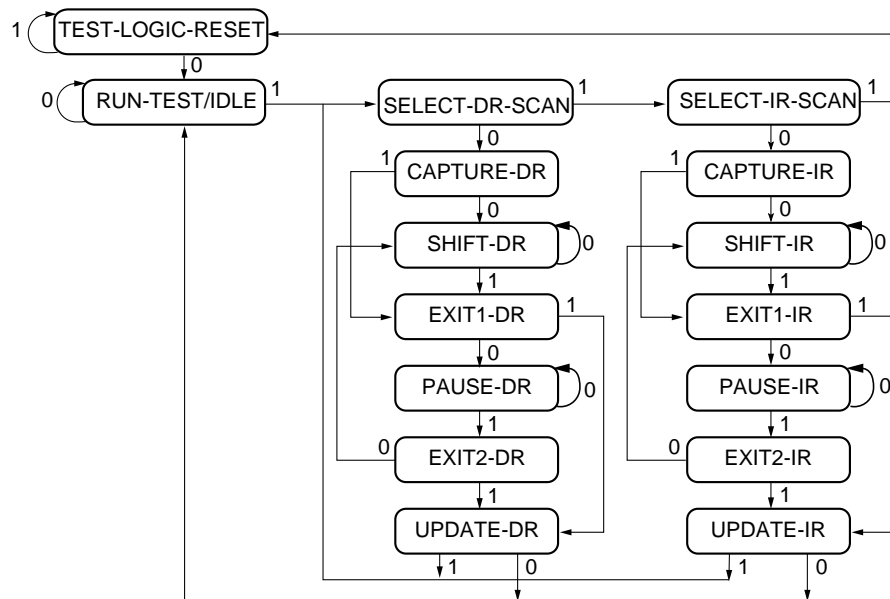 1 TEST-LOGIC-RESET
0
0 RUN-TEST/IDLE 1
SELECT-DR-SCAN 1
SELECT-IR-SCAN 1
0
0
1 CAPTURE-DR
1 CAPTURE-IR
0
0
SHIFT-DR 0
SHIFT-IR 0
1
1
EXIT1-DR 1
EXIT1-IR 1
0
0
PAUSE-DR 0
PAUSE-IR 0
1
1
0 EXIT2-DR
0 EXIT2-IR
1
1
UPDATE-DR
UPDATE-IR
1 0
1 0